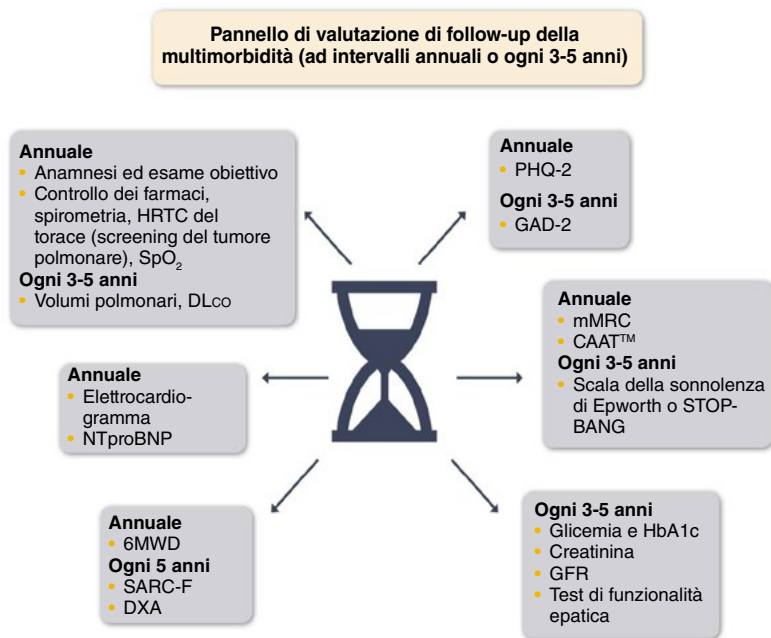 Pannello di valutazione di follow-up della
multimorbidità (ad intervalli annuali o ogni 3-5 anni)
Annuale
• Anamnesi ed esame obiettivo
• Controllo dei farmaci,
spirometria, HRTC del
torace (screening del tumore
polmonare), SpO₂
Ogni 3-5 anni
• Volumi polmonari, DLCO
Annuale
• PHQ-2
Ogni 3-5 anni
• GAD-2
Annuale
• mMRC
• CAAT™
Ogni 3-5 anni
• Scala della sonnolenza
di Epworth o STOP-
BANG
Annuale
• Elettrocardio-
gramma
• NTproBNP
Annuale
• 6MWD
Ogni 5 anni
• SARC-F
• DXA
Ogni 3-5 anni
• Glicemia e HbA1c
• Creatinina
• GFR
• Test di funzionalità
epatica